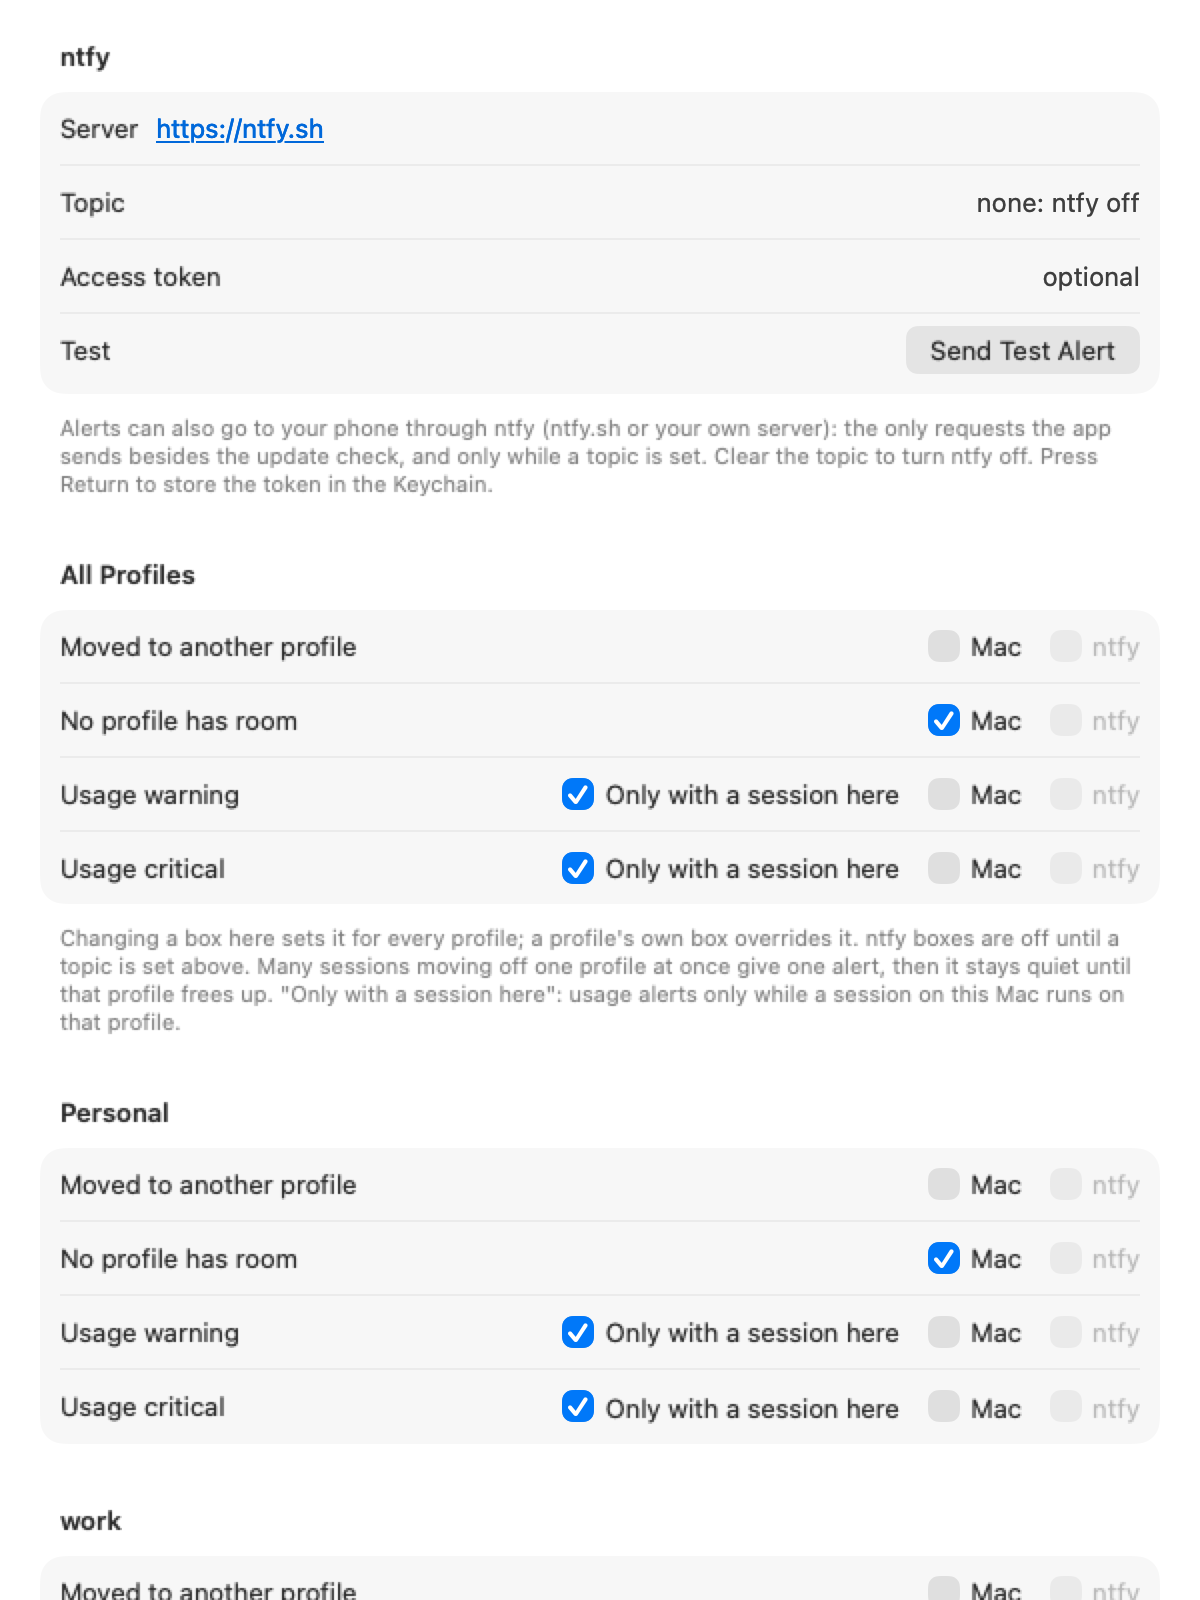 ntfy
Server https://ntfy.sh
Topic none: ntfy off
Access token optional
Test Send Test Alert
Alerts can also go to your phone through ntfy (ntfy.sh or your own server): the only requests the app
sends besides the update check, and only while a topic is set. Clear the topic to turn ntfy off. Press
Return to store the token in the Keychain.
All Profiles
Moved to another profile Mac ntfy
No profile has room Mac ntfy
Usage warning Only with a session here Mac ntfy
Usage critical Only with a session here Mac ntfy
Changing a box here sets it for every profile; a profile's own box overrides it. ntfy boxes are off until a
topic is set above. Many sessions moving off one profile at once give one alert, then it stays quiet until
that profile frees up. "Only with a session here": usage alerts only while a session on this Mac runs on
that profile.
Personal
Moved to another profile Mac ntfy
No profile has room Mac ntfy
Usage warning Only with a session here Mac ntfy
Usage critical Only with a session here Mac ntfy
work
Moved to another profile Mac ntfy